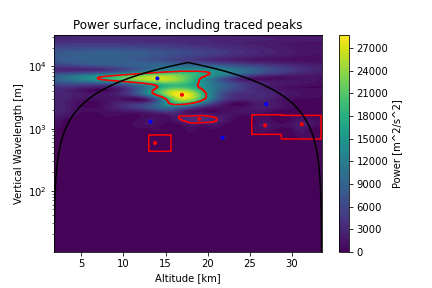 Power surface, including traced peaks
Vertical Wavelength [m]
10^4
10^3
10^2
5 10 15 20 25 30
Altitude [km]
27000
24000
21000
18000
15000
12000
9000
6000
3000
0
Power [m^2/s^2]